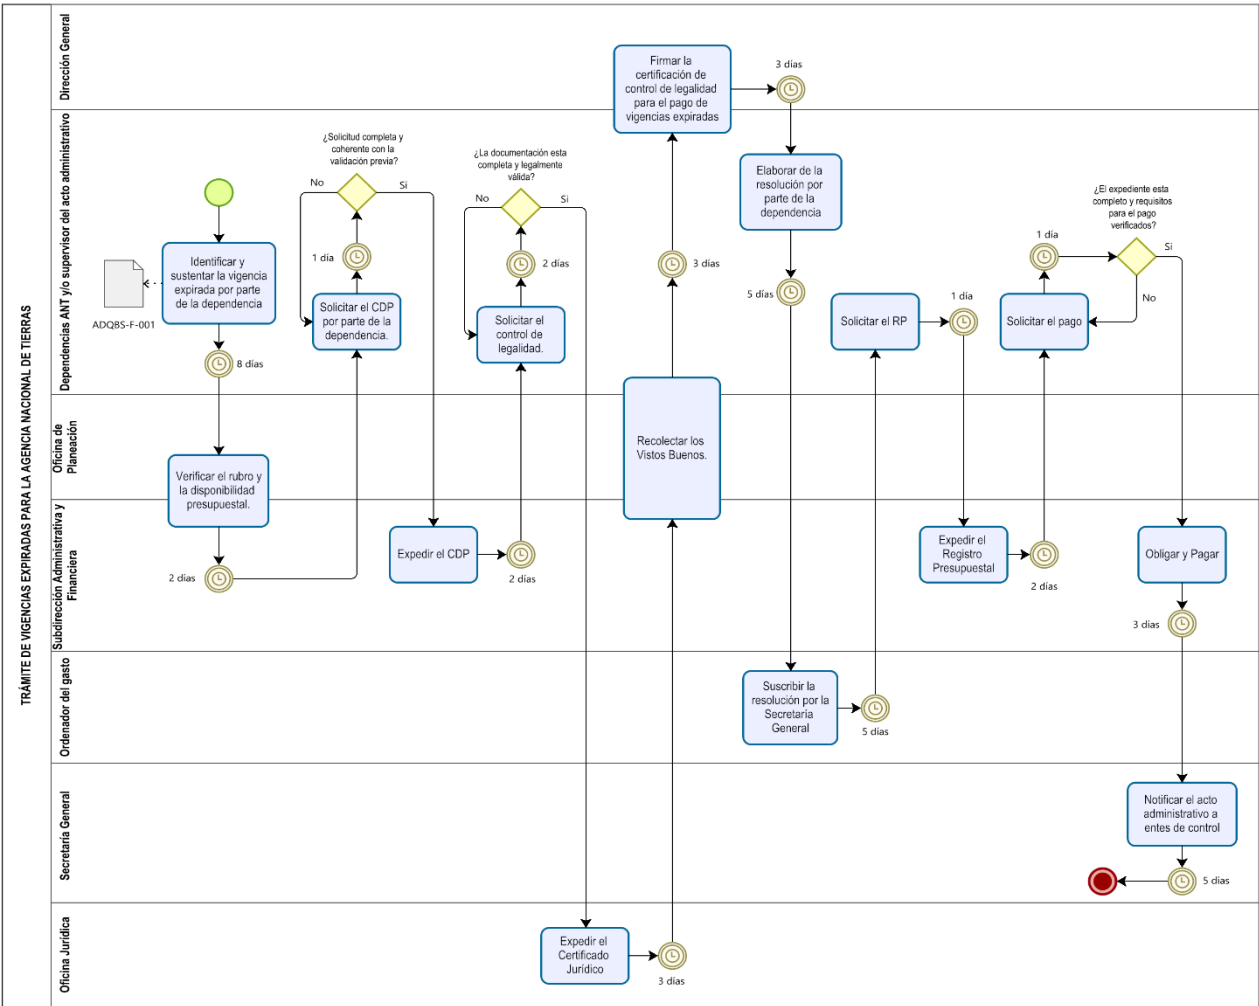 TRÁMITE DE VIGENCIAS EXPIRADAS PARA LA AGENCIA NACIONAL DE TIERRAS
Dirección General
Firmar la
certificación de
control de legalidad
para el pago de
vigencias expiradas
3 días
Dependencias ANT y/o supervisor del acto administrativo
Identificar y
sustentar la vigencia
expirada por parte
de la dependencia
ADQBS-F-001
8 días
¿Solicitud completa y
coherente con la
validación previa?
No
Si
1 día
Solicitar el CDP
por parte de la
dependencia.
¿La documentación esta
completa y legalmente
válida?
No
Si
2 días
Solicitar el
control de
legalidad.
3 días
Elaborar de la
resolución por
parte de la
dependencia
5 días
Solicitar el RP
1 día
Solicitar el pago
1 día
¿El expediente esta
completo y requisitos
para el pago
verificados?
Si
No
Oficina de
Planeación
Verificar el rubro y
la disponibilidad
presupuestal.
Recolectar los
Vistos Buenos.
Subdirección Administrativa y
Financiera
2 días
Expedir el CDP
2 días
Expedir el
Registro
Presupuestal
2 días
Obligar y Pagar
3 días
Ordenador del gasto
Suscribir la
resolución por la
Secretaría
General
5 días
Secretaría General
Notificar el acto
administrativo a
entes de control
5 días
Oficina Jurídica
Expedir el
Certificado
Jurídico
3 días